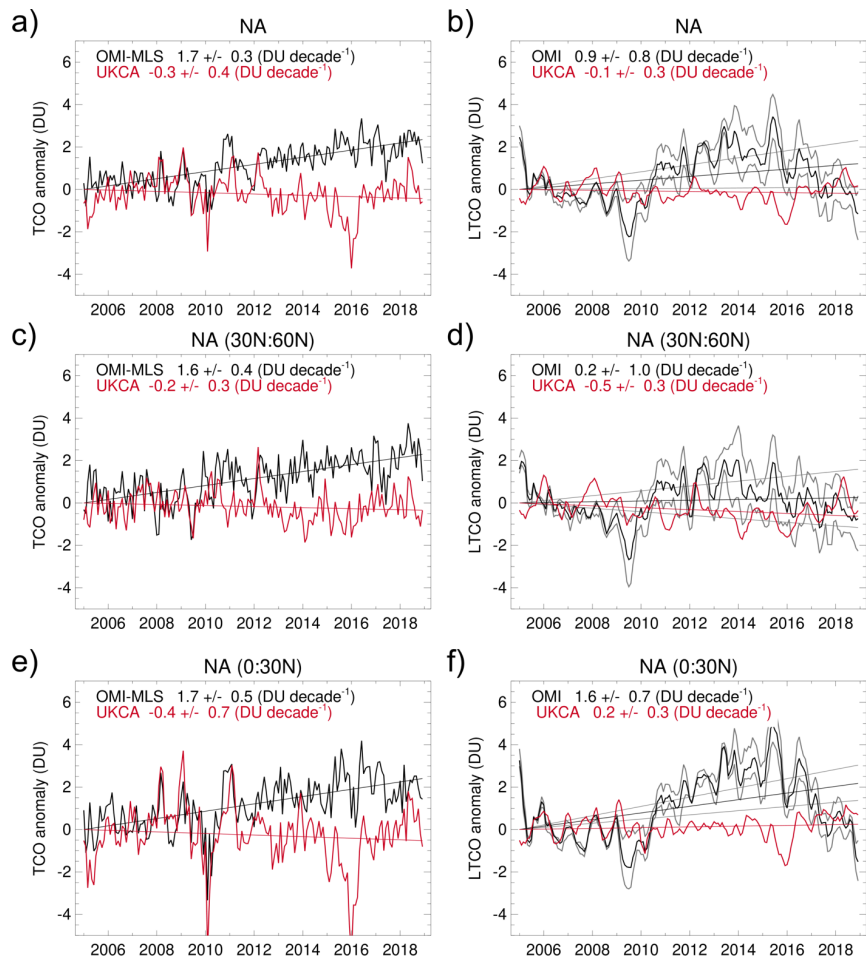 a)
NA
OMI-MLS 1.7 +/- 0.3 (DU decade⁻¹)
UKCA -0.3 +/- 0.4 (DU decade⁻¹)
TCO anomaly (DU)
6
4
2
0
-2
-4
2006 2008 2010 2012 2014 2016 2018
b)
NA
OMI 0.9 +/- 0.8 (DU decade⁻¹)
UKCA -0.1 +/- 0.3 (DU decade⁻¹)
LTCO anomaly (DU)
6
4
2
0
-2
-4
2006 2008 2010 2012 2014 2016 2018
c)
NA (30N:60N)
OMI-MLS 1.6 +/- 0.4 (DU decade⁻¹)
UKCA -0.2 +/- 0.3 (DU decade⁻¹)
TCO anomaly (DU)
6
4
2
0
-2
-4
2006 2008 2010 2012 2014 2016 2018
d)
NA (30N:60N)
OMI 0.2 +/- 1.0 (DU decade⁻¹)
UKCA -0.5 +/- 0.3 (DU decade⁻¹)
LTCO anomaly (DU)
6
4
2
0
-2
-4
2006 2008 2010 2012 2014 2016 2018
e)
NA (0:30N)
OMI-MLS 1.7 +/- 0.5 (DU decade⁻¹)
UKCA -0.4 +/- 0.7 (DU decade⁻¹)
TCO anomaly (DU)
6
4
2
0
-2
-4
2006 2008 2010 2012 2014 2016 2018
f)
NA (0:30N)
OMI 1.6 +/- 0.7 (DU decade⁻¹)
UKCA 0.2 +/- 0.3 (DU decade⁻¹)
LTCO anomaly (DU)
6
4
2
0
-2
-4
2006 2008 2010 2012 2014 2016 2018